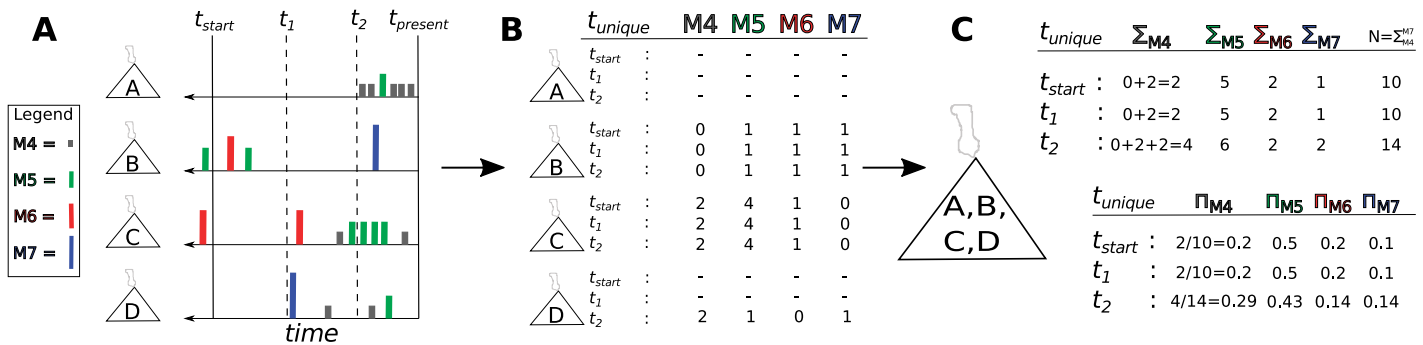 A
t_start t_1 t_2 t_present
A
Legend
M4 =
M5 =
M6 =
M7 =
B
C
D
time
B
t_unique M4 M5 M6 M7
A
t_start : - - - -
t_1 : - - - -
t_2 : - - - -
B
t_start : 0 1 1 1
t_1 : 0 1 1 1
t_2 : 0 1 1 1
C
t_start : 2 4 1 0
t_1 : 2 4 1 0
t_2 : 2 4 1 0
D
t_start : - - - -
t_1 : - - - -
t_2 : 2 1 0 1
C
t_unique Σ_M4 Σ_M5 Σ_M6 Σ_M7 N=Σ_M4^M7
t_start : 0+2=2 5 2 1 10
t_1 : 0+2=2 5 2 1 10
t_2 : 0+2+2=4 6 2 2 14
A,B,
C,D
t_unique Π_M4 Π_M5 Π_M6 Π_M7
t_start : 2/10=0.2 0.5 0.2 0.1
t_1 : 2/10=0.2 0.5 0.2 0.1
t_2 : 4/14=0.29 0.43 0.14 0.14